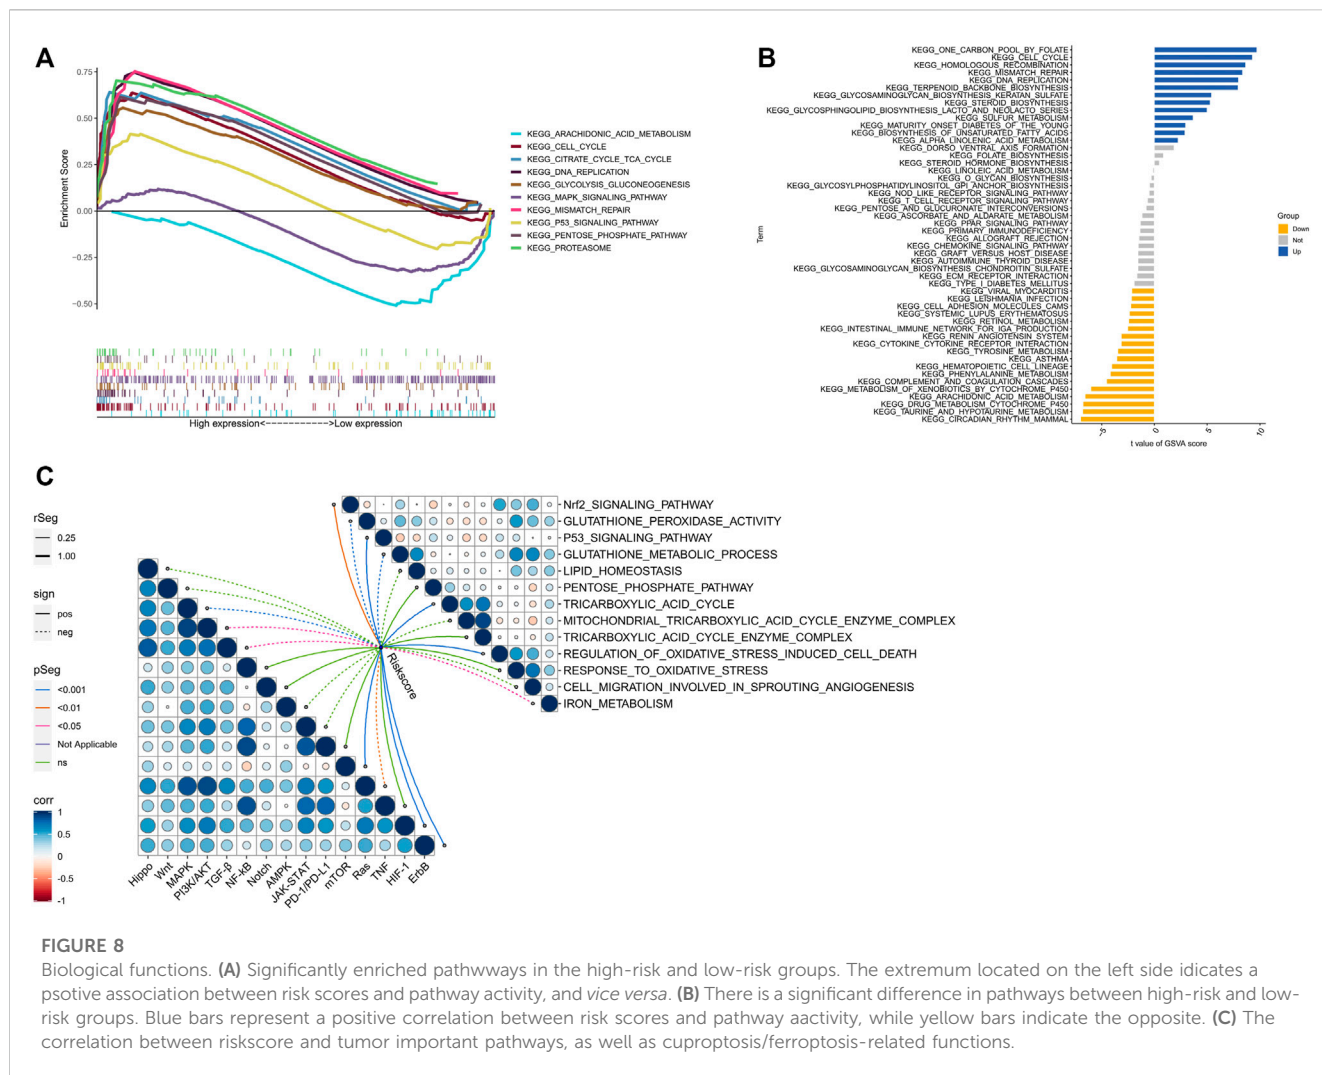 A
0.75
0.50
0.25
0.00
−0.25
−0.50
Enrichment Score
KEGG_ARACHIDONIC_ACID_METABOLISM
KEGG_CELL_CYCLE
KEGG_CITRATE_CYCLE_TCA_CYCLE
KEGG_DNA_REPLICATION
KEGG_GLYCOLYSIS_GLUCONEOGENESIS
KEGG_MAPK_SIGNALING_PATHWAY
KEGG_MISMATCH_REPAIR
KEGG_P53_SIGNALING_PATHWAY
KEGG_PENTOSE_PHOSPHATE_PATHWAY
KEGG_PROTEASOME
High expression<----------->Low expression
B
KEGG_ONE_CARBON_POOL_BY_FOLATE
KEGG_CELL_CYCLE
KEGG_HOMOLOGOUS_RECOMBINATION
KEGG_MISMATCH_REPAIR
KEGG_DNA_REPLICATION
KEGG_TERPENOID_BACKBONE_BIOSYNTHESIS
KEGG_GLYCOSAMINOGLYCAN_BIOSYNTHESIS_KERATAN_SULFATE
KEGG_STEROID_BIOSYNTHESIS
KEGG_GLYCOSPHINGOLIPID_BIOSYNTHESIS_LACTO_AND_NEOLACTO_SERIES
KEGG_SULFUR_METABOLISM
KEGG_MATURITY_ONSET_DIABETES_OF_THE_YOUNG
KEGG_BIOSYNTHESIS_OF_UNSATURATED_FATTY_ACIDS
KEGG_ALPHA_LINOLENIC_ACID_METABOLISM
KEGG_DORSO_VENTRAL_AXIS_FORMATION
KEGG_FOLATE_BIOSYNTHESIS
KEGG_STEROID_HORMONE_BIOSYNTHESIS
KEGG_LINOLEIC_ACID_METABOLISM
KEGG_O_GLYCAN_BIOSYNTHESIS
KEGG_GLYCOSYLPHOSPHATIDYLINOSITOL_GPI_ANCHOR_BIOSYNTHESIS
KEGG_NOD_LIKE_RECEPTOR_SIGNALING_PATHWAY
KEGG_T_CELL_RECEPTOR_SIGNALING_PATHWAY
KEGG_PENTOSE_AND_GLUCURONATE_INTERCONVERSIONS
KEGG_ASCORBATE_AND_ALDARATE_METABOLISM
KEGG_PPAR_SIGNALING_PATHWAY
KEGG_PRIMARY_IMMUNODEFICIENCY
KEGG_ALLOGRAFT_REJECTION
KEGG_CHEMOKINE_SIGNALING_PATHWAY
KEGG_GRAFT_VERSUS_HOST_DISEASE
KEGG_AUTOIMMUNE_THYROID_DISEASE
KEGG_GLYCOSAMINOGLYCAN_BIOSYNTHESIS_CHONDROITIN_SULFATE
KEGG_ECM_RECEPTOR_INTERACTION
KEGG_TYPE_I_DIABETES_MELLITUS
KEGG_VIRAL_MYOCARDITIS
KEGG_LEISHMANIA_INFECTION
KEGG_CELL_ADHESION_MOLECULES_CAMS
KEGG_SYSTEMIC_LUPUS_ERYTHEMATOSUS
KEGG_RETINOL_METABOLISM
KEGG_INTESTINAL_IMMUNE_NETWORK_FOR_IGA_PRODUCTION
KEGG_RENIN_ANGIOTENSIN_SYSTEM
KEGG_CYTOKINE_CYTOKINE_RECEPTOR_INTERACTION
KEGG_TYROSINE_METABOLISM
KEGG_ASTHMA
KEGG_HEMATOPOIETIC_CELL_LINEAGE
KEGG_PHENYLALANINE_METABOLISM
KEGG_COMPLEMENT_AND_COAGULATION_CASCADES
KEGG_METABOLISM_OF_XENOBIOTICS_BY_CYTOCHROME_P450
KEGG_ARACHIDONIC_ACID_METABOLISM
KEGG_DRUG_METABOLISM_CYTOCHROME_P450
KEGG_TAURINE_AND_HYPOTAURINE_METABOLISM
KEGG_CIRCADIAN_RHYTHM_MAMMAL
Term
-5
0
5
10
t value of GSVA score
Group
Down
Not
Up
C
rSeg
0.25
1.00
sign
pos
neg
pSeg
<0.001
<0.01
<0.05
Not Applicable
ns
corr
1
0.5
0
-0.5
-1
Nrf2_SIGNALING_PATHWAY
GLUTATHIONE_PEROXIDASE_ACTIVITY
P53_SIGNALING_PATHWAY
GLUTATHIONE_METABOLIC_PROCESS
LIPID_HOMEOSTASIS
PENTOSE_PHOSPHATE_PATHWAY
TRICARBOXYLIC_ACID_CYCLE
MITOCHONDRIAL_TRICARBOXYLIC_ACID_CYCLE_ENZYME_COMPLEX
TRICARBOXYLIC_ACID_CYCLE_ENZYME_COMPLEX
REGULATION_OF_OXIDATIVE_STRESS_INDUCED_CELL_DEATH
RESPONSE_TO_OXIDATIVE_STRESS
CELL_MIGRATION_INVOLVED_IN_SPROUTING_ANGIOGENESIS
IRON_METABOLISM
Riskscore
Hippo
Wnt
MAPK
PI3K/AKT
TGF-β
NF-kB
Notch
AMPK
JAK-STAT
PD-1/PD-L1
mTOR
Ras
TNF
HIF-1
ErbB
FIGURE 8
Biological functions. (A) Significantly enriched pathwways in the high-risk and low-risk groups. The extremum located on the left side idicates a
psotive association between risk scores and pathway activity, and vice versa. (B) There is a significant difference in pathways between high-risk and low-
risk groups. Blue bars represent a positive correlation between risk scores and pathway aactivity, while yellow bars indicate the opposite. (C) The
correlation between riskscore and tumor important pathways, as well as cuproptosis/ferroptosis-related functions.